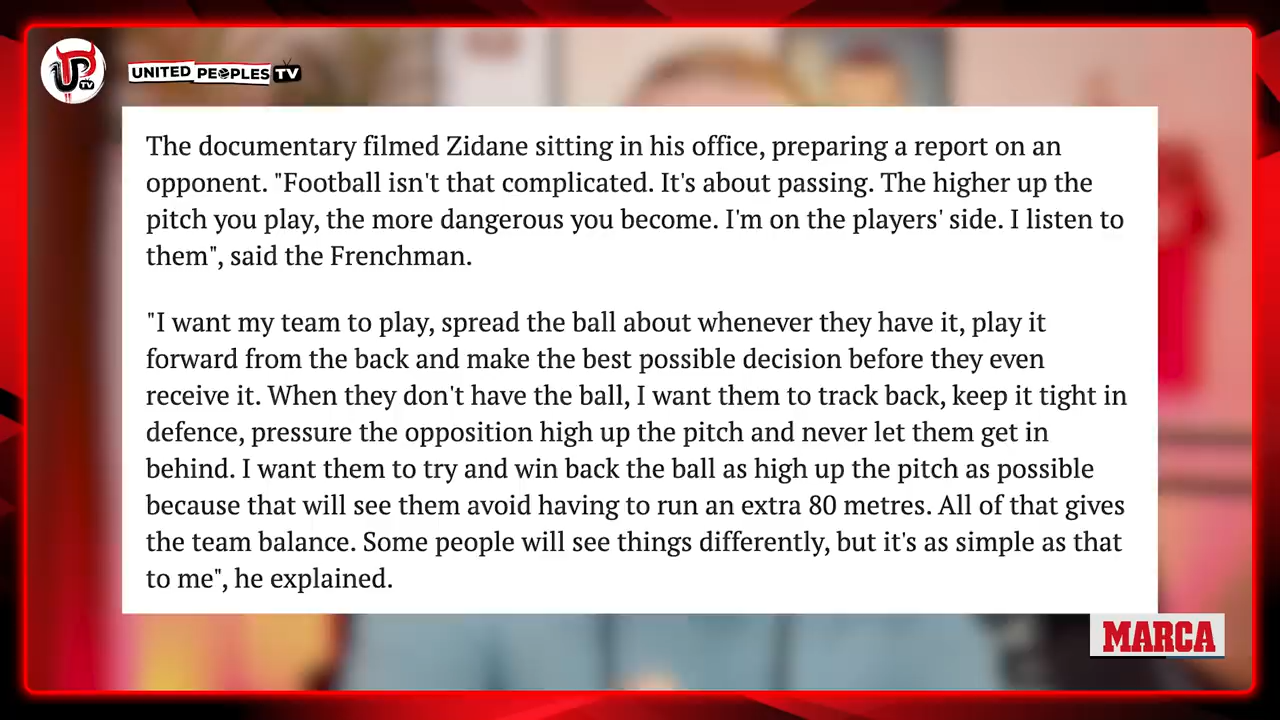 UP
TV
UNITED PEOPLES TV
The documentary filmed Zidane sitting in his office, preparing a report on an
opponent. "Football isn't that complicated. It's about passing. The higher up the
pitch you play, the more dangerous you become. I'm on the players' side. I listen to
them", said the Frenchman.
"I want my team to play, spread the ball about whenever they have it, play it
forward from the back and make the best possible decision before they even
receive it. When they don't have the ball, I want them to track back, keep it tight in
defence, pressure the opposition high up the pitch and never let them get in
behind. I want them to try and win back the ball as high up the pitch as possible
because that will see them avoid having to run an extra 80 metres. All of that gives
the team balance. Some people will see things differently, but it's as simple as that
to me", he explained.
MARCA